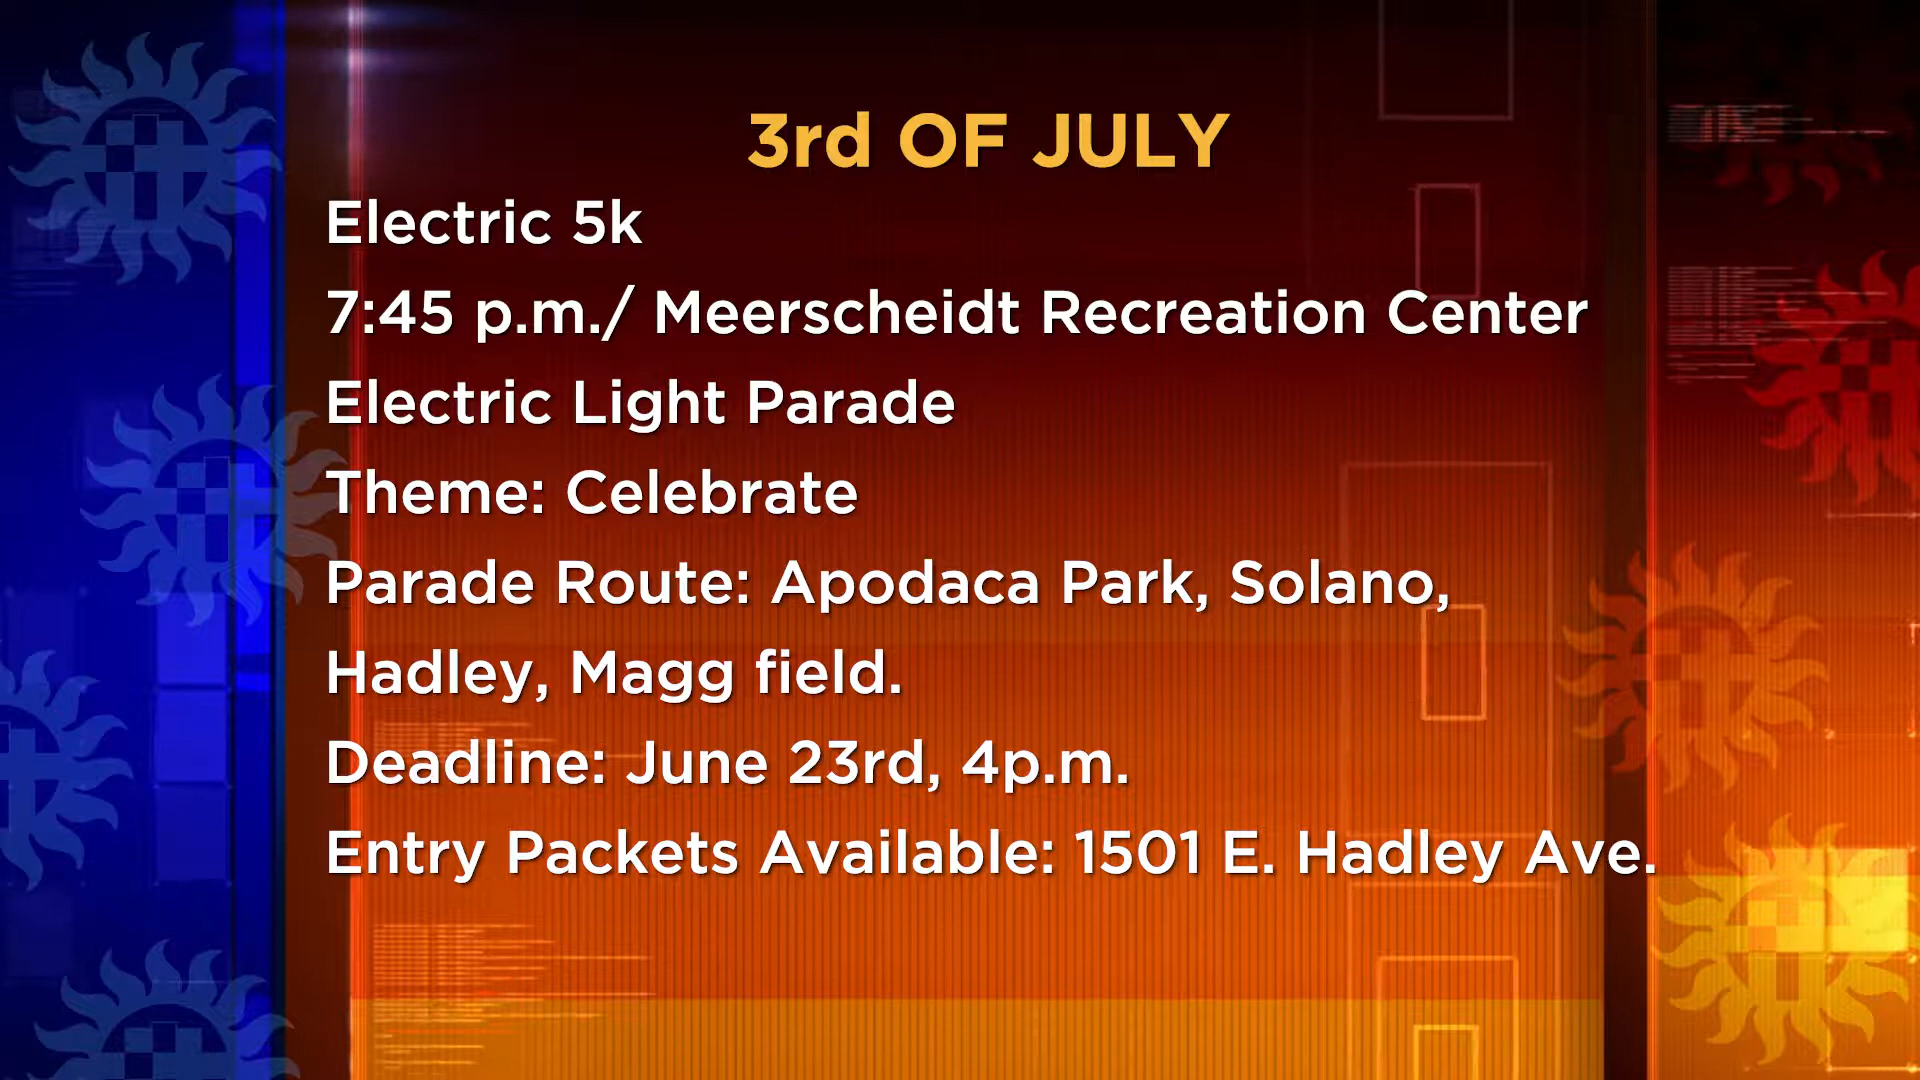 3rd OF JULY
Electric 5k
7:45 p.m./ Meerscheidt Recreation Center
Electric Light Parade
Theme: Celebrate
Parade Route: Apodaca Park, Solano,
Hadley, Magg field.
Deadline: June 23rd, 4p.m.
Entry Packets Available: 1501 E. Hadley Ave.